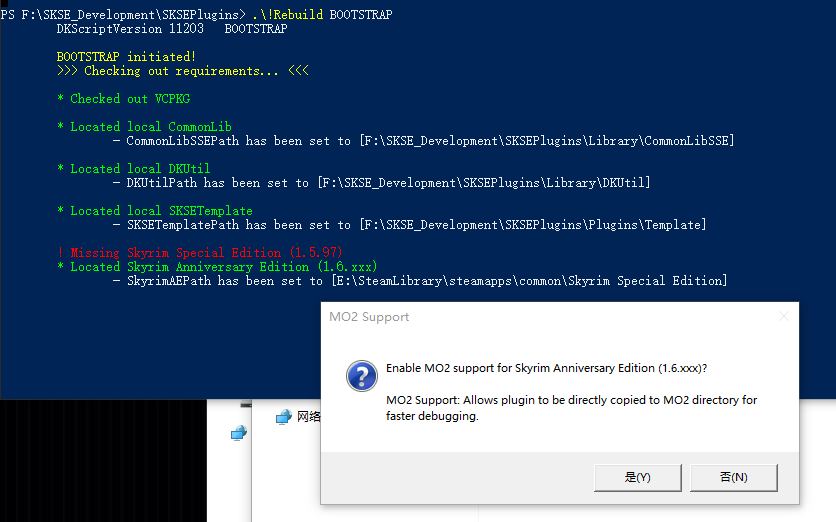 PS F:\SKSE_Development\SKSEPlugins> .\!Rebuild BOOTSTRAP
DKScriptVersion 11203 BOOTSTRAP
BOOTSTRAP initiated!
>>> Checking out requirements... <<<
* Checked out VCPKG
* Located local CommonLib
- CommonLibSSEPath has been set to [F:\SKSE_Development\SKSEPlugins\Library\CommonLibSSE]
* Located local DKUtil
- DKUtilPath has been set to [F:\SKSE_Development\SKSEPlugins\Library\DKUtil]
* Located local SKSETemplate
- SKSETemplatePath has been set to [F:\SKSE_Development\SKSEPlugins\Plugins\Template]
! Missing Skyrim Special Edition (1.5.97)
* Located Skyrim Anniversary Edition (1.6.xxx)
- SkyrimAEPath has been set to [E:\SteamLibrary\steamapps\common\Skyrim Special Edition]
MO2 Support
Enable MO2 support for Skyrim Anniversary Edition (1.6.xxx)?
MO2 Support: Allows plugin to be directly copied to MO2 directory for
faster debugging.
网络
是(Y) 否(N)